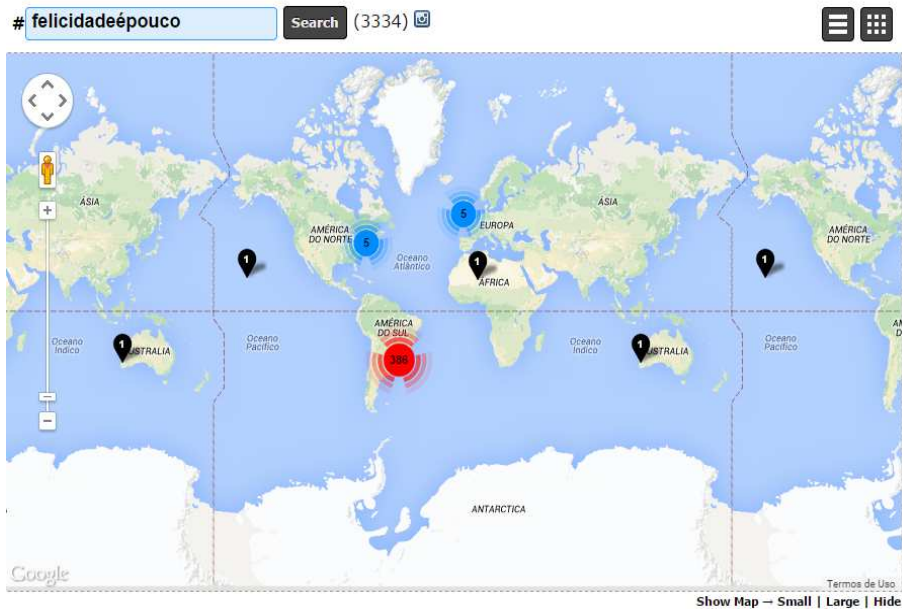 # felicidadeépouco Search (3334)
ÁSIA
ÁSIA
AMÉRICA
DO NORTE
5
5
EUROPA
AMÉRICA
DO NORTE
1
Oceano
Atlântico
1
ÁFRICA
1
AMÉRICA
DO SUL
386
1
AUSTRALIA
Oceano
Índico
Oceano
Pacífico
Oceano
Índico
1
AUSTRALIA
Oceano
Pacífico
ANTARCTICA
Google
Termos de Uso
Show Map → Small | Large | Hide